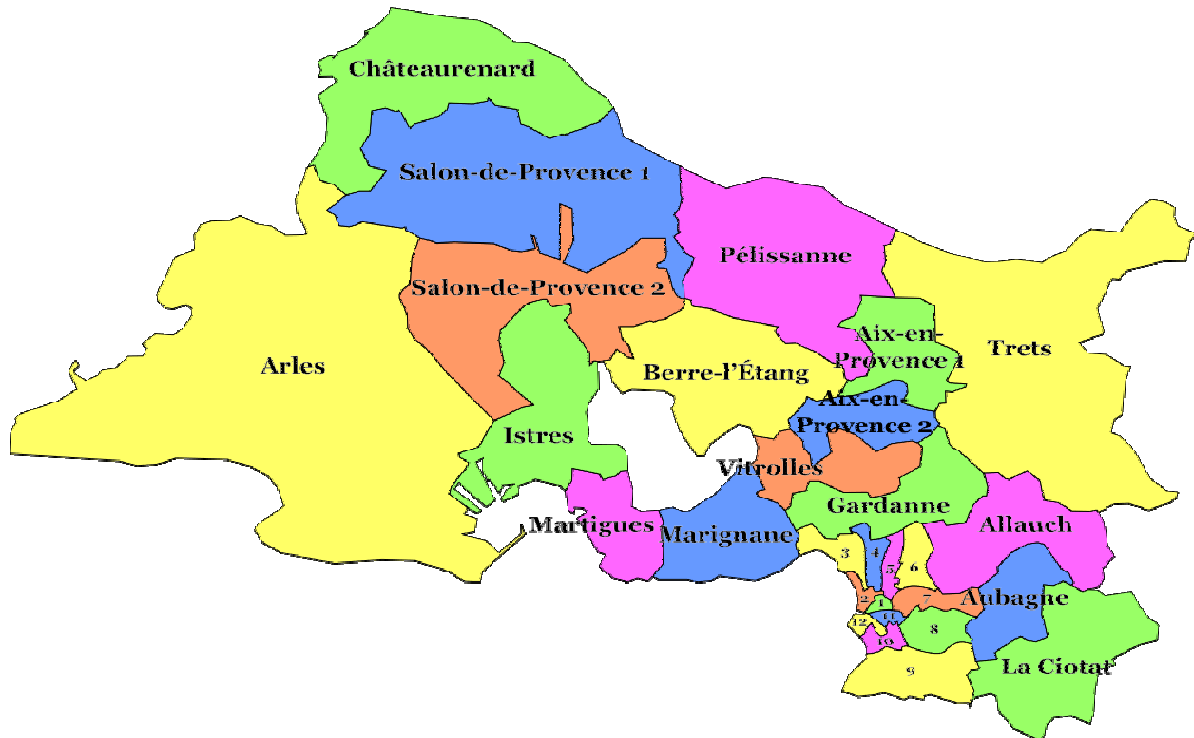 Châteaurenard
Salon-de-Provence 1
Pélissanne
Salon-de-Provence 2
Aix-en-
Provence 1
Trets
Arles
Berre-l'Étang
Aix-en-
Provence 2
Istres
Vitrolles
Gardanne
Martigues
Marignane
Allauch
3
4
5
6
2
1
7
Aubagne
12
11
8
10
La Ciotat
9